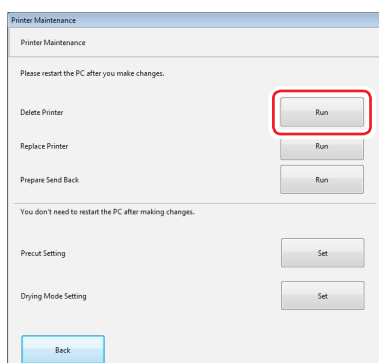 Printer Maintenance
Printer Maintenance
Please restart the PC after you make changes.
Delete Printer Run
Replace Printer Run
Prepare Send Back Run
You don't need to restart the PC after making changes.
Precut Setting Set
Drying Mode Setting Set
Back